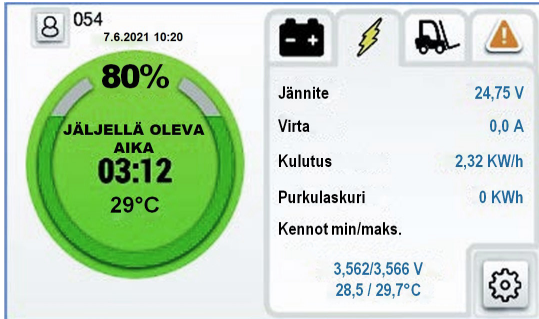 054
7.6.2021 10:20
80%
JÄLJELLÄ OLEVA
AIKA
03:12
29°C
Jännite 24,75 V
Virta 0,0 A
Kulutus 2,32 KW/h
Purkulaskuri 0 KWh
Kennot min/maks.
3,562/3,566 V
28,5 / 29,7°C